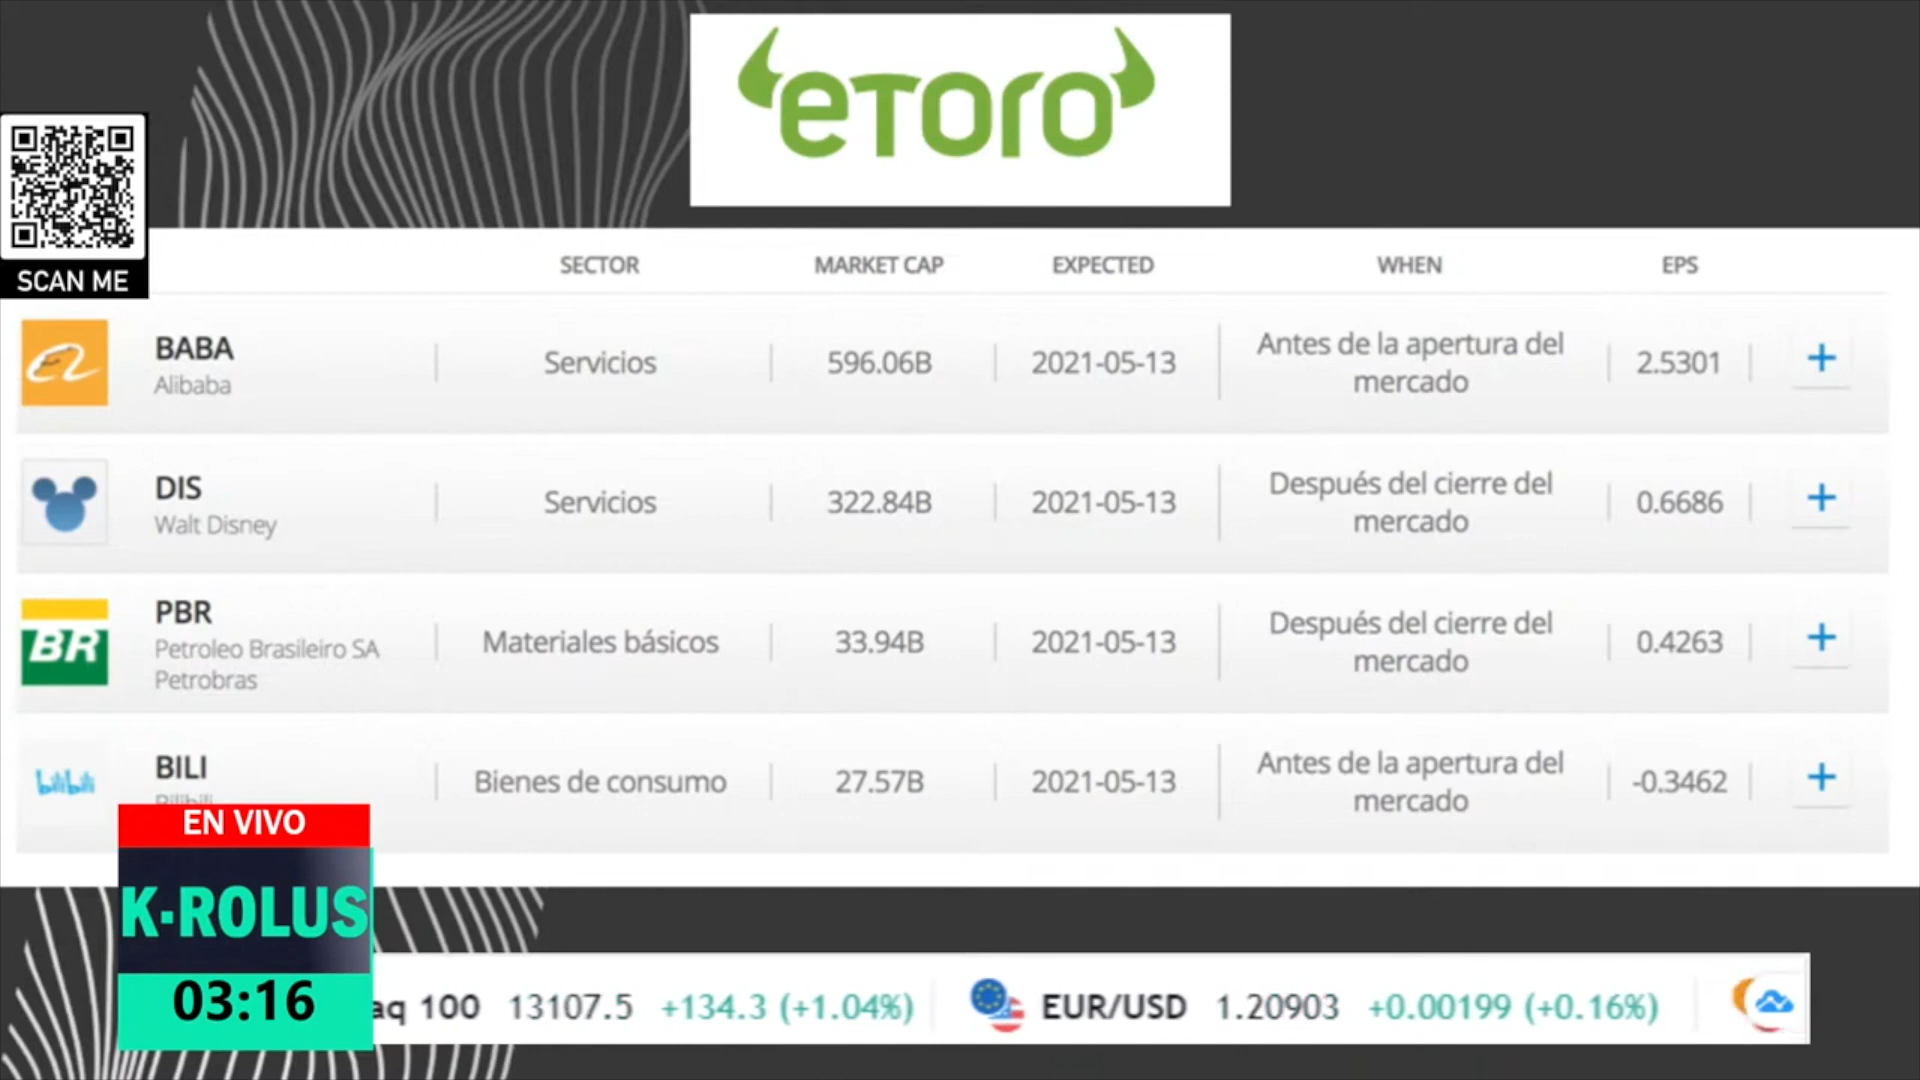 eToro
SCAN ME
SECTOR MARKET CAP EXPECTED WHEN EPS
BABA
Alibaba
Servicios
596.06B
2021-05-13
Antes de la apertura del
mercado
2.5301
+
DIS
Walt Disney
Servicios
322.84B
2021-05-13
Después del cierre del
mercado
0.6686
+
BR
PBR
Petroleo Brasileiro SA
Petrobras
Materiales básicos
33.94B
2021-05-13
Después del cierre del
mercado
0.4263
+
bilibili
BILI
Bilibili
Bienes de consumo
27.57B
2021-05-13
Antes de la apertura del
mercado
-0.3462
+
EN VIVO
K-ROLUS
03:16
aq 100 13107.5 +134.3 (+1.04%) EUR/USD 1.20903 +0.00199 (+0.16%)